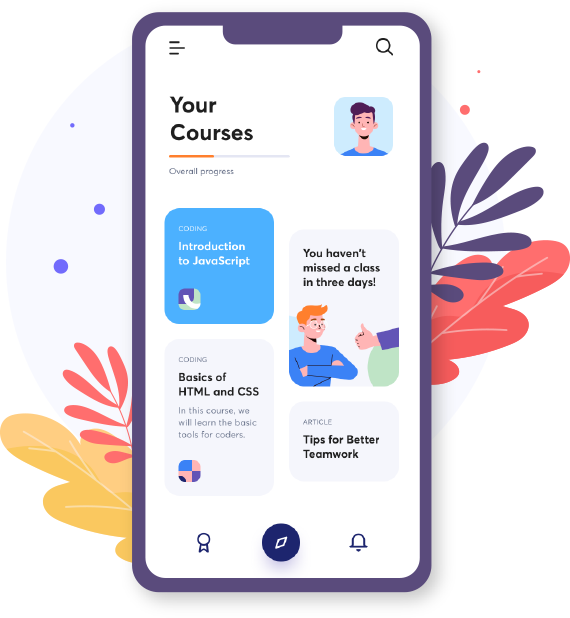 Your
Courses
Overall progress
CODING
Introduction
to JavaScript
You haven't
missed a class
in three days!
CODING
Basics of
HTML and CSS
In this course, we
will learn the basic
tools for coders.
ARTICLE
Tips for Better
Teamwork